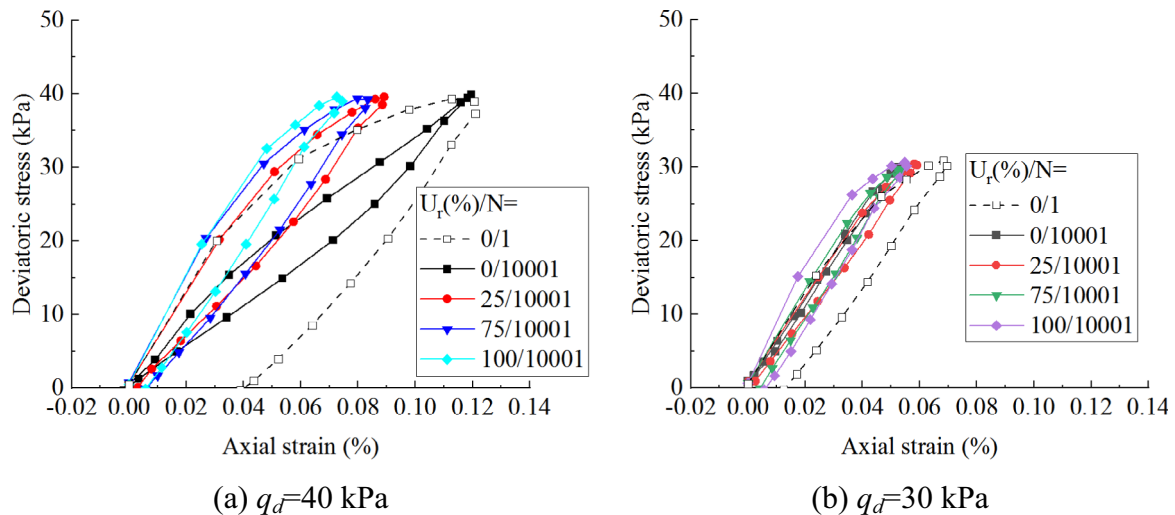 50
40
30
20
10
0
Deviatoric stress (kPa)
-0.02 0.00 0.02 0.04 0.06 0.08 0.10 0.12 0.14
Axial strain (%)
Ur(%)/N=
0/1
0/10001
25/10001
75/10001
100/10001
(a) qd=40 kPa
50
40
30
20
10
0
Deviatoric stress (kPa)
-0.02 0.00 0.02 0.04 0.06 0.08 0.10 0.12 0.14
Axial strain (%)
Ur(%)/N=
0/1
0/10001
25/10001
75/10001
100/10001
(b) qd=30 kPa